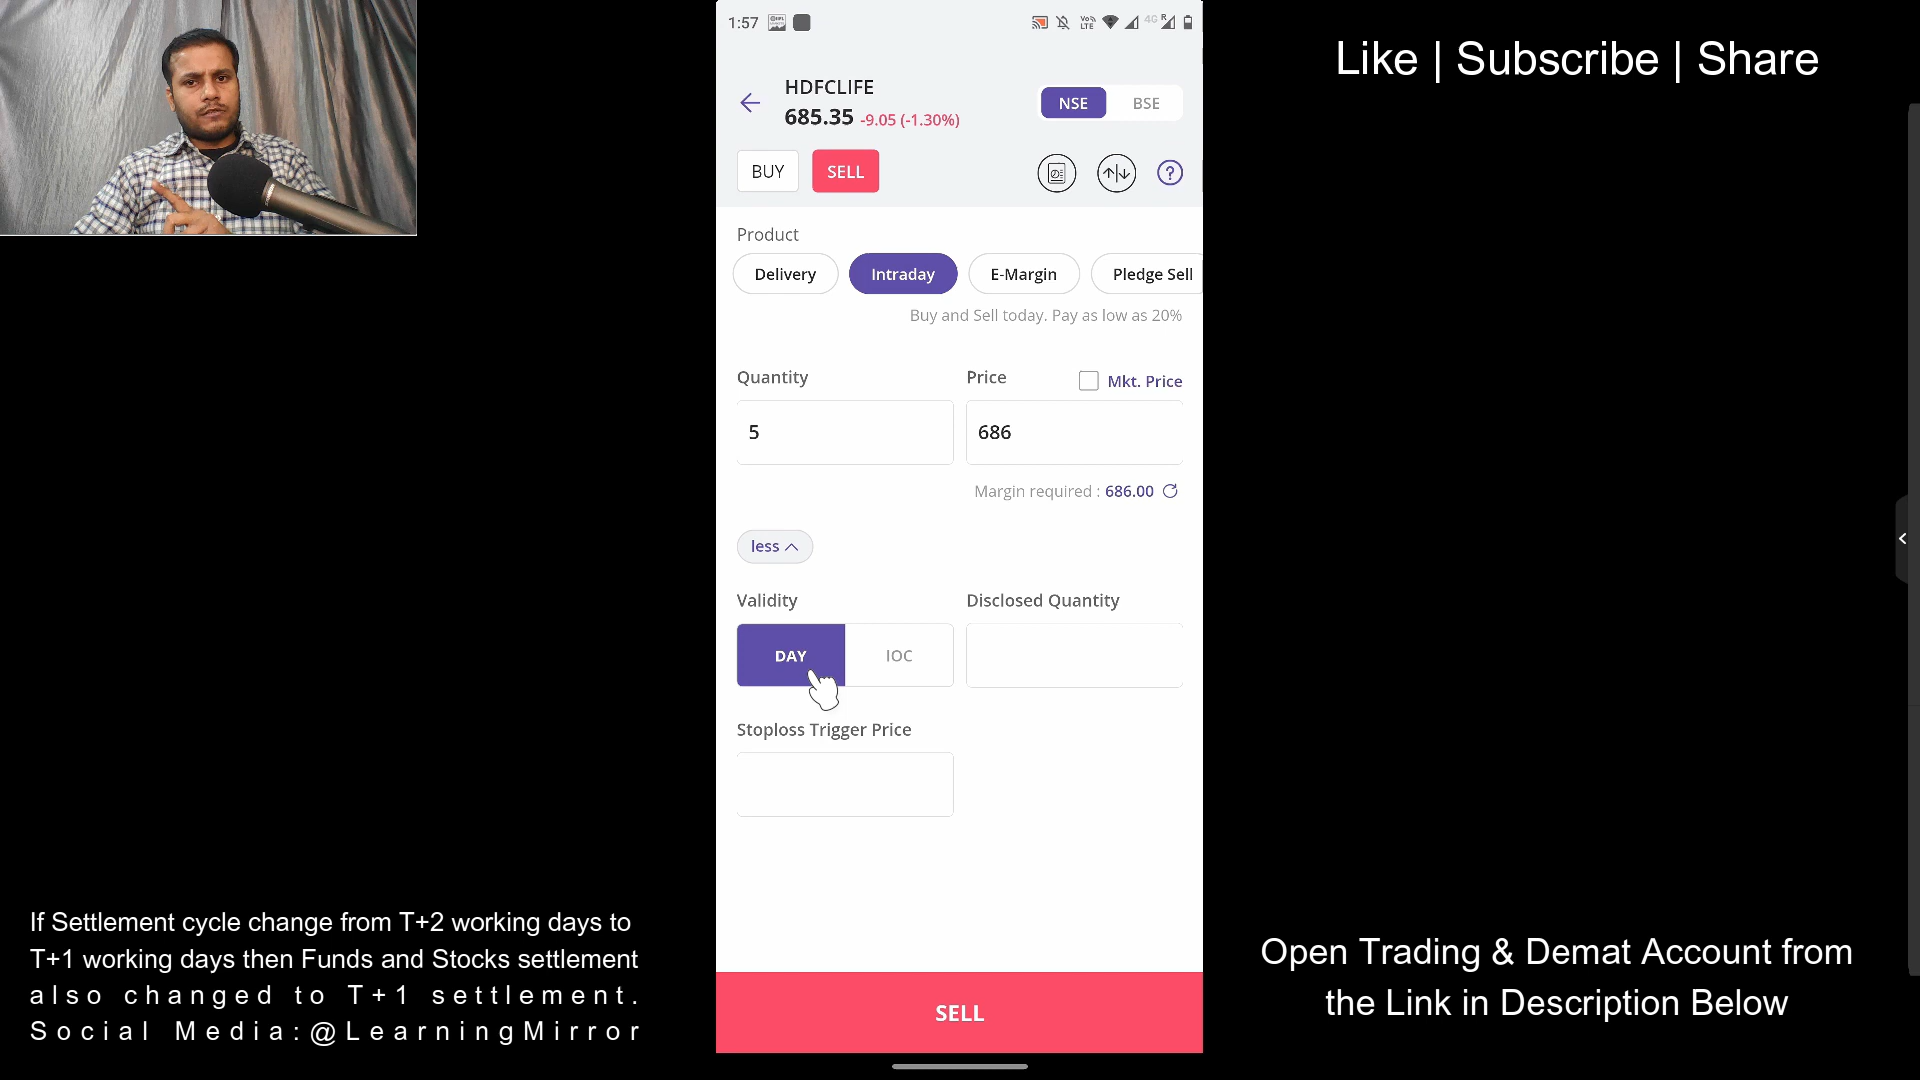 1:57
4G R
Vo LTE
HDFCLIFE
685.35 -9.05 (-1.30%)
NSE BSE
BUY SELL
Product
Delivery Intraday E-Margin Pledge Sell
Buy and Sell today. Pay as low as 20%
Quantity Price Mkt. Price
5 686
Margin required : 686.00
less
Validity Disclosed Quantity
DAY IOC
Stoploss Trigger Price
SELL
Like | Subscribe | Share
If Settlement cycle change from T+2 working days to
T+1 working days then Funds and Stocks settlement
also changed to T+1 settlement.
Social Media:@LearningMirror
Open Trading & Demat Account from
the Link in Description Below